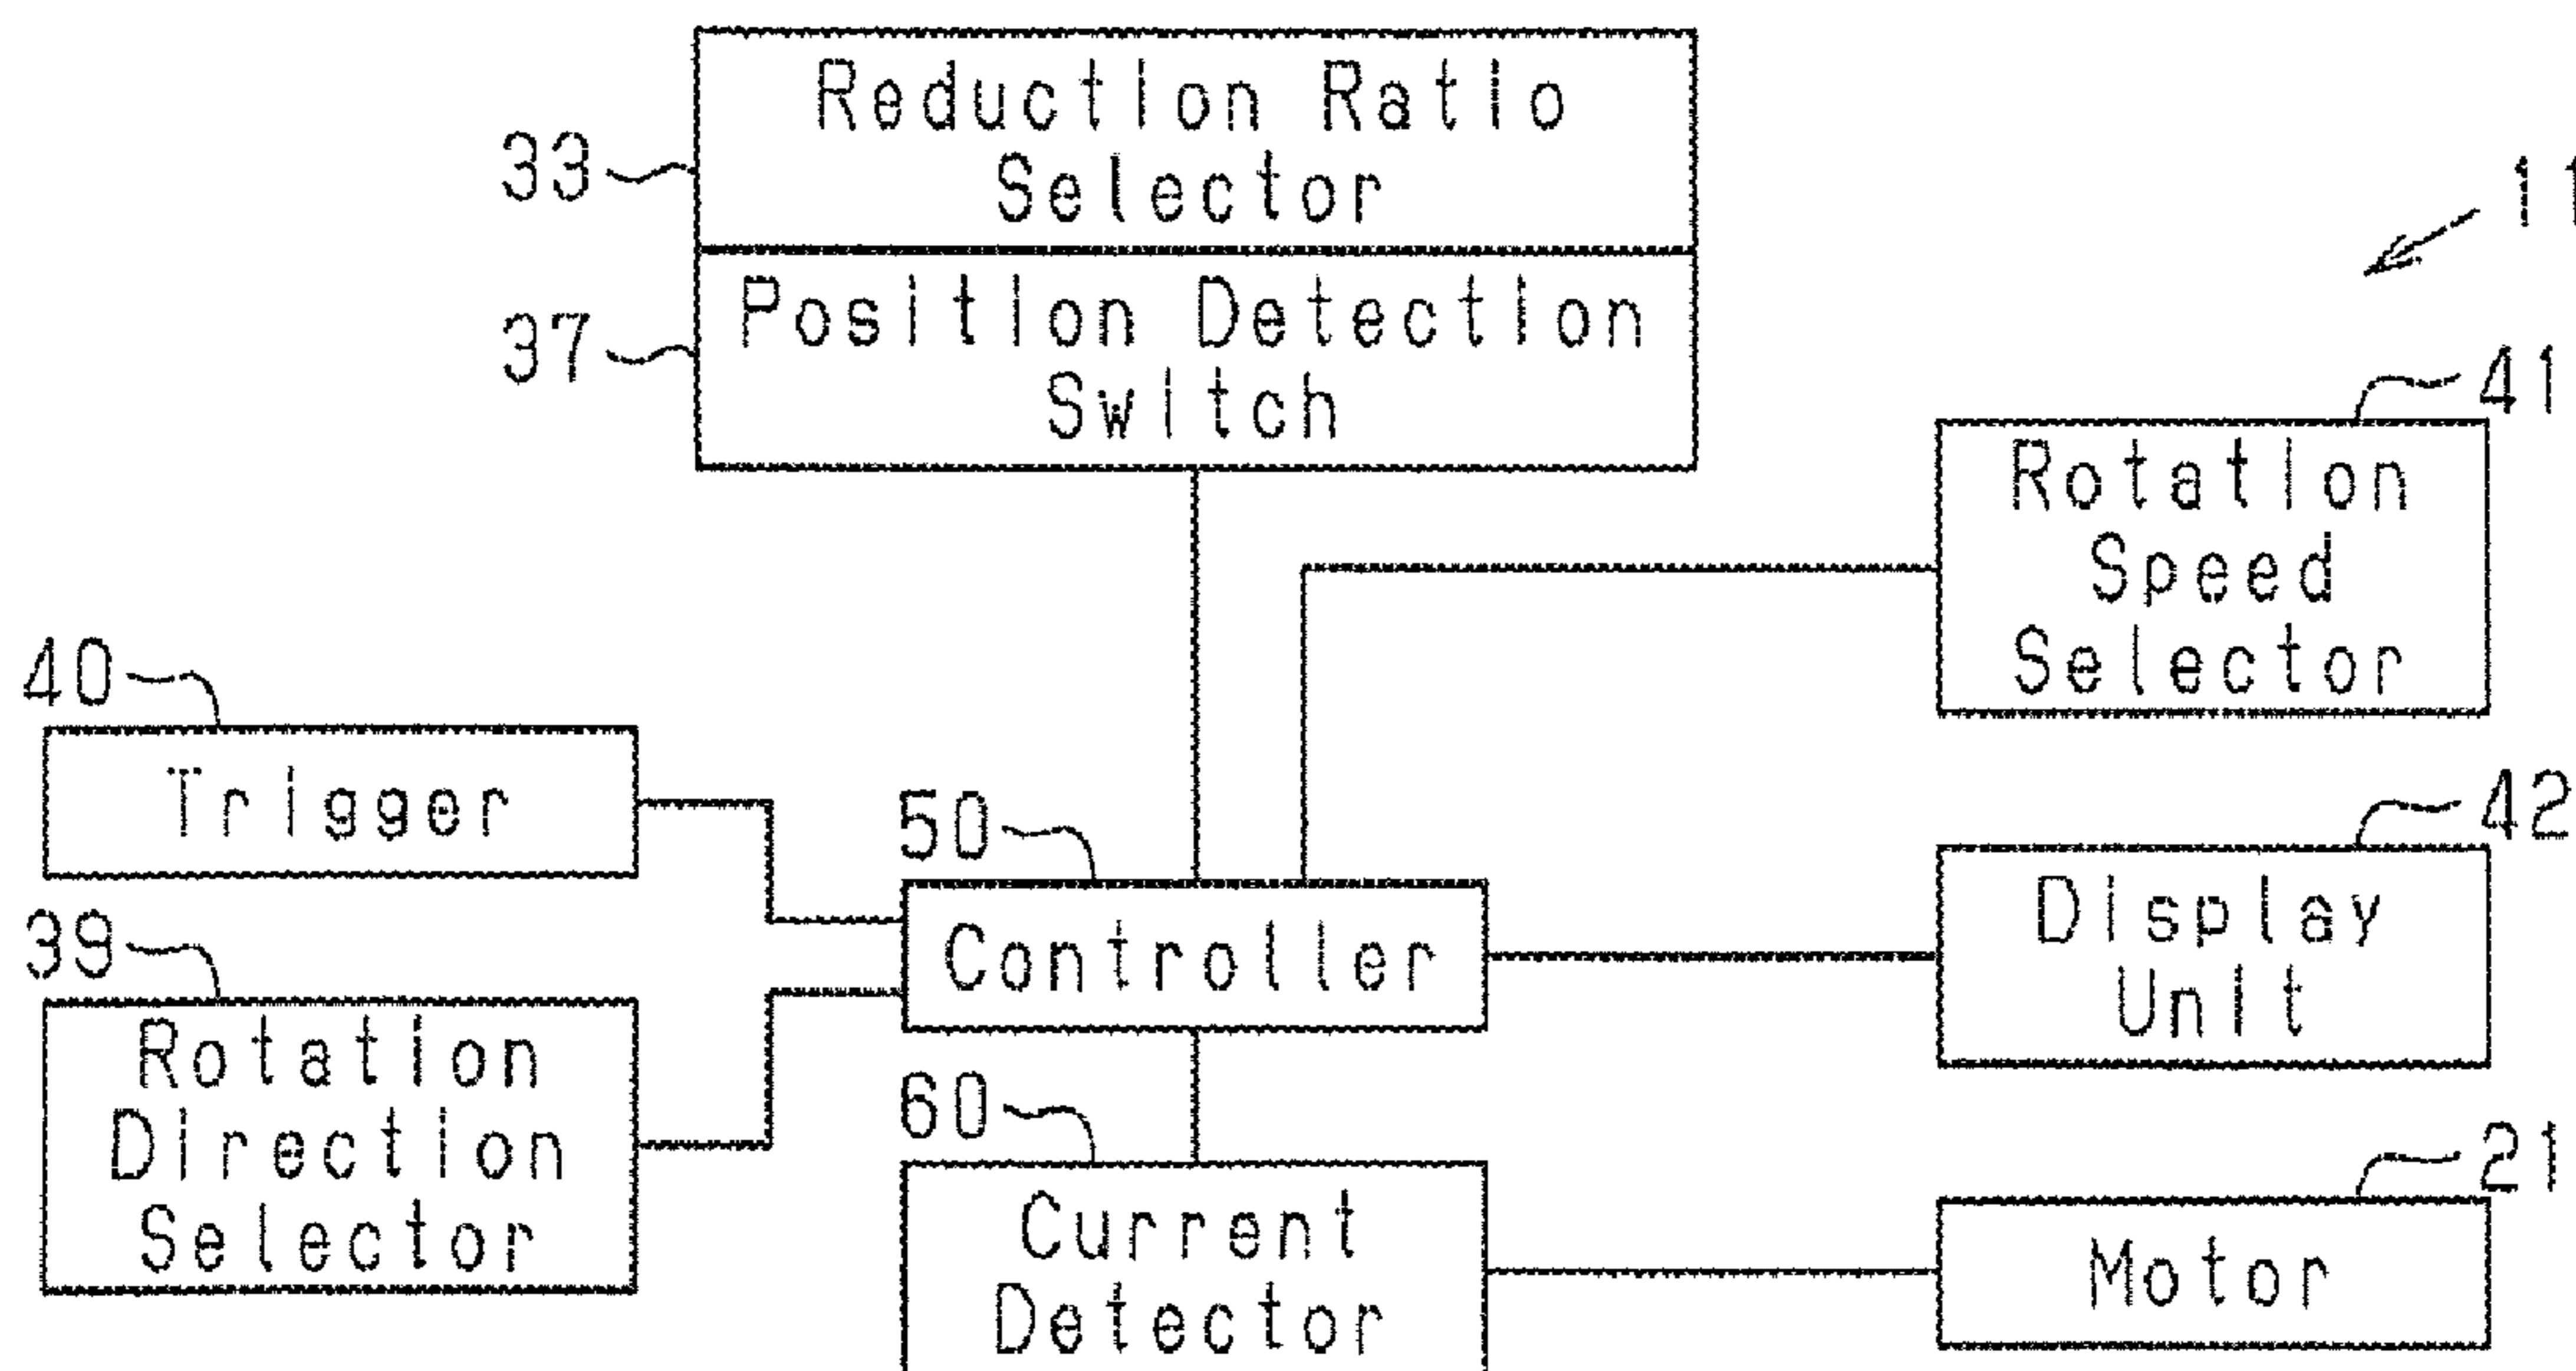 Reduction Ratio
Selector
33
11
Position Detection
Switch
37
41
Rotation
Speed
Selector
40
Trigger
50
Controller
42
Display
Unit
39
Rotation
Direction
Selector
60
Current
Detector
21
Motor